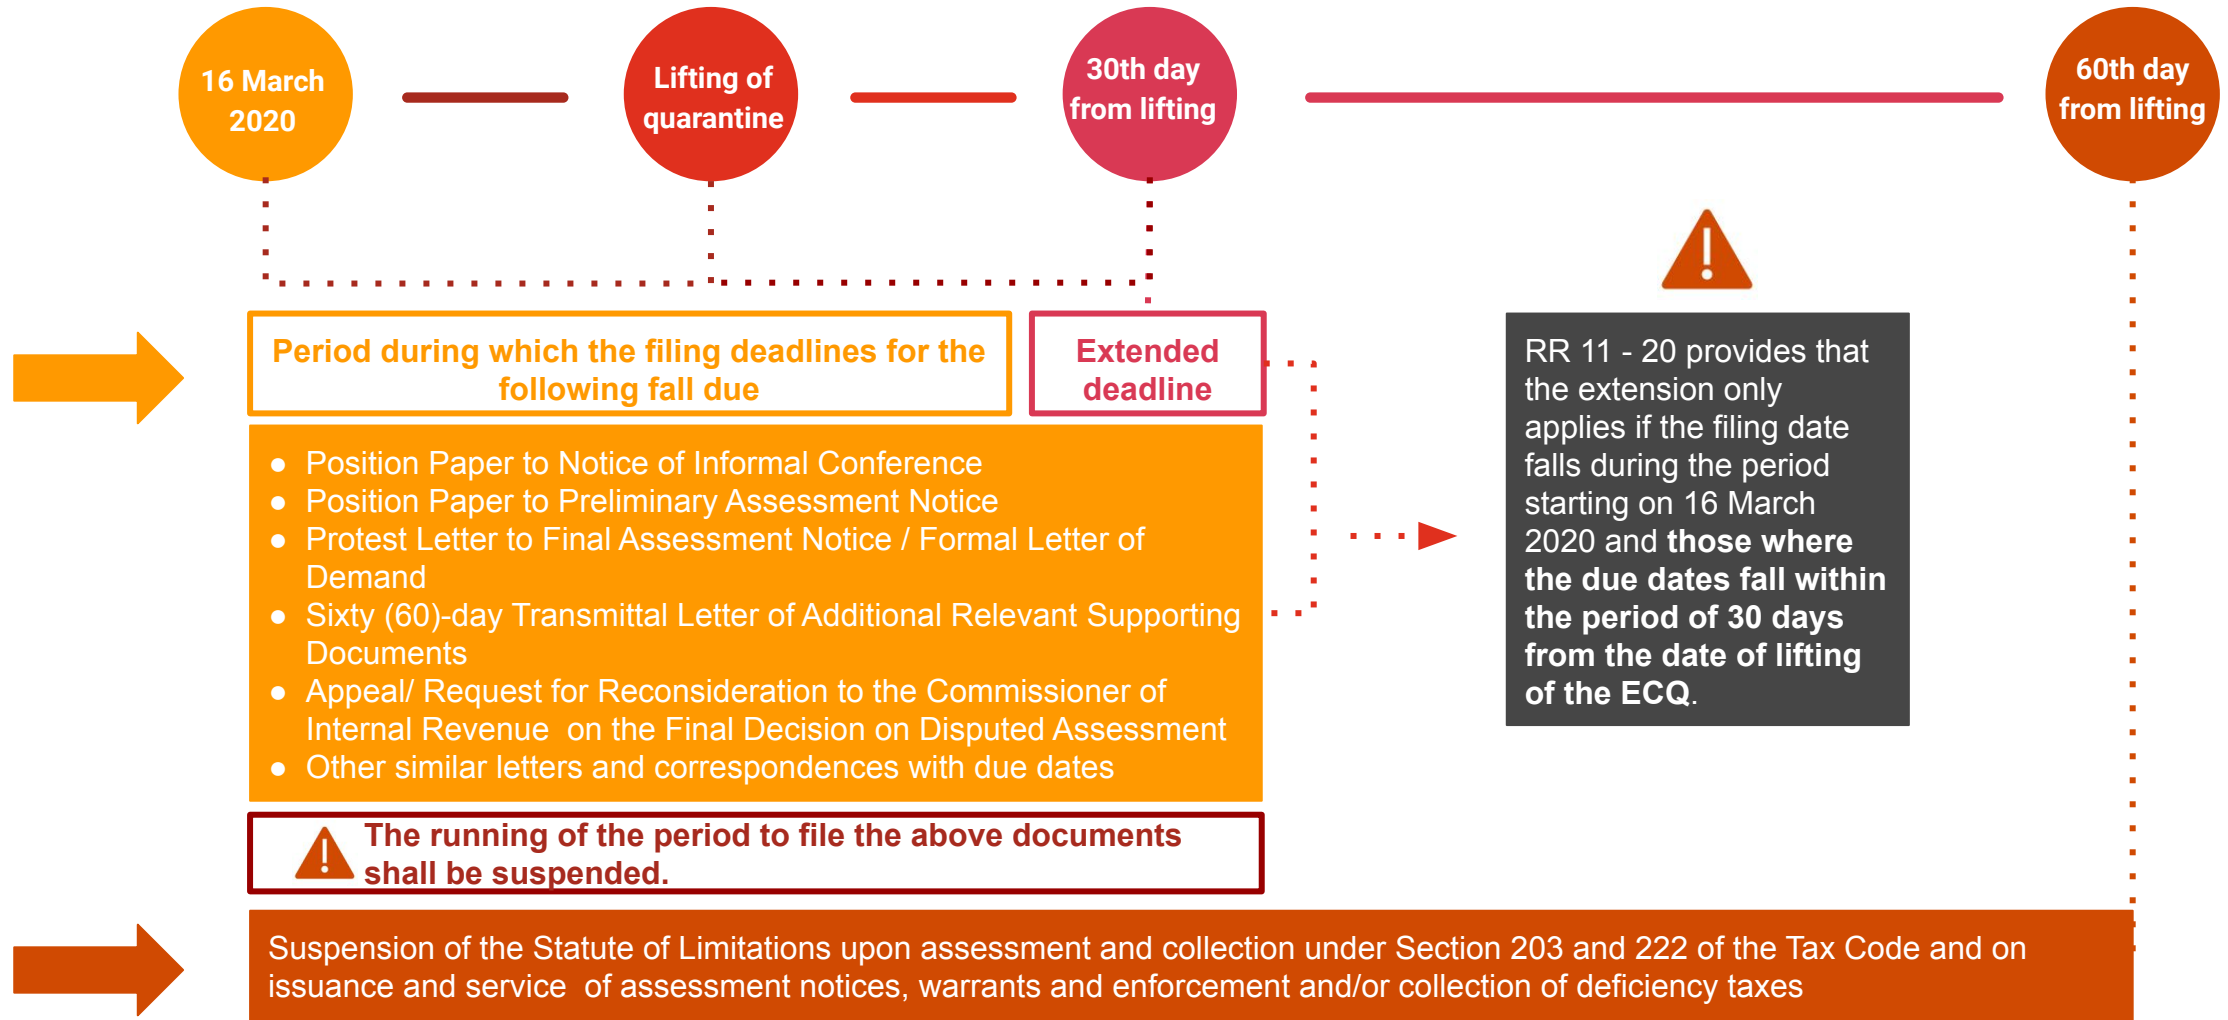 16 March
2020
Lifting of
quarantine
30th day
from lifting
60th day
from lifting
Period during which the filing deadlines for the
following fall due
Extended
deadline
● Position Paper to Notice of Informal Conference
● Position Paper to Preliminary Assessment Notice
● Protest Letter to Final Assessment Notice / Formal Letter of
Demand
● Sixty (60)-day Transmittal Letter of Additional Relevant Supporting
Documents
● Appeal/ Request for Reconsideration to the Commissioner of
Internal Revenue  on the Final Decision on Disputed Assessment
● Other similar letters and correspondences with due dates
RR 11 - 20 provides that
the extension only
applies if the filing date
falls during the period
starting on 16 March
2020 and those where
the due dates fall within
the period of 30 days
from the date of lifting
of the ECQ.
The running of the period to file the above documents
shall be suspended.
Suspension of the Statute of Limitations upon assessment and collection under Section 203 and 222 of the Tax Code and on
issuance and service  of assessment notices, warrants and enforcement and/or collection of deficiency taxes